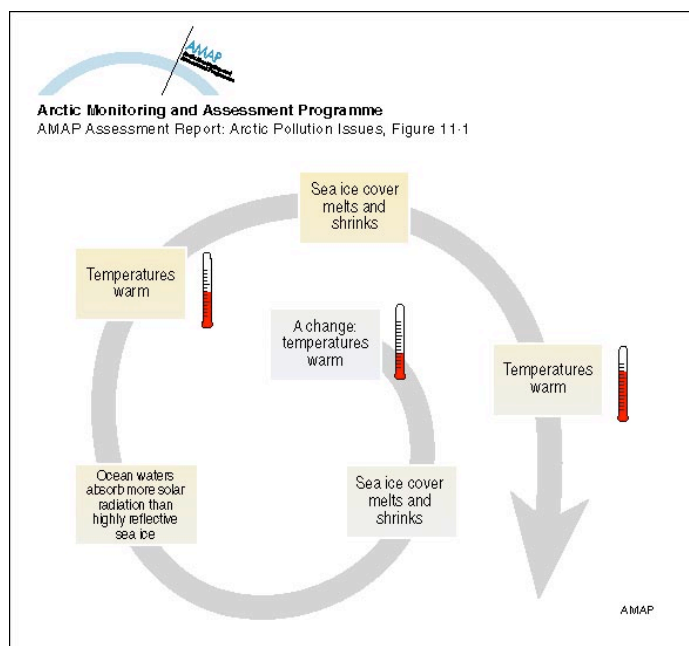 AMAP
Arctic Monitoring and Assessment Programme
AMAP Assessment Report: Arctic Pollution Issues, Figure 11·1
Sea ice cover
melts and
shrinks
Temperatures
warm
A change:
temperatures
warm
Temperatures
warm
Ocean waters
absorb more solar
radiation than
highly reflective
sea ice
Sea ice cover
melts and
shrinks
AMAP